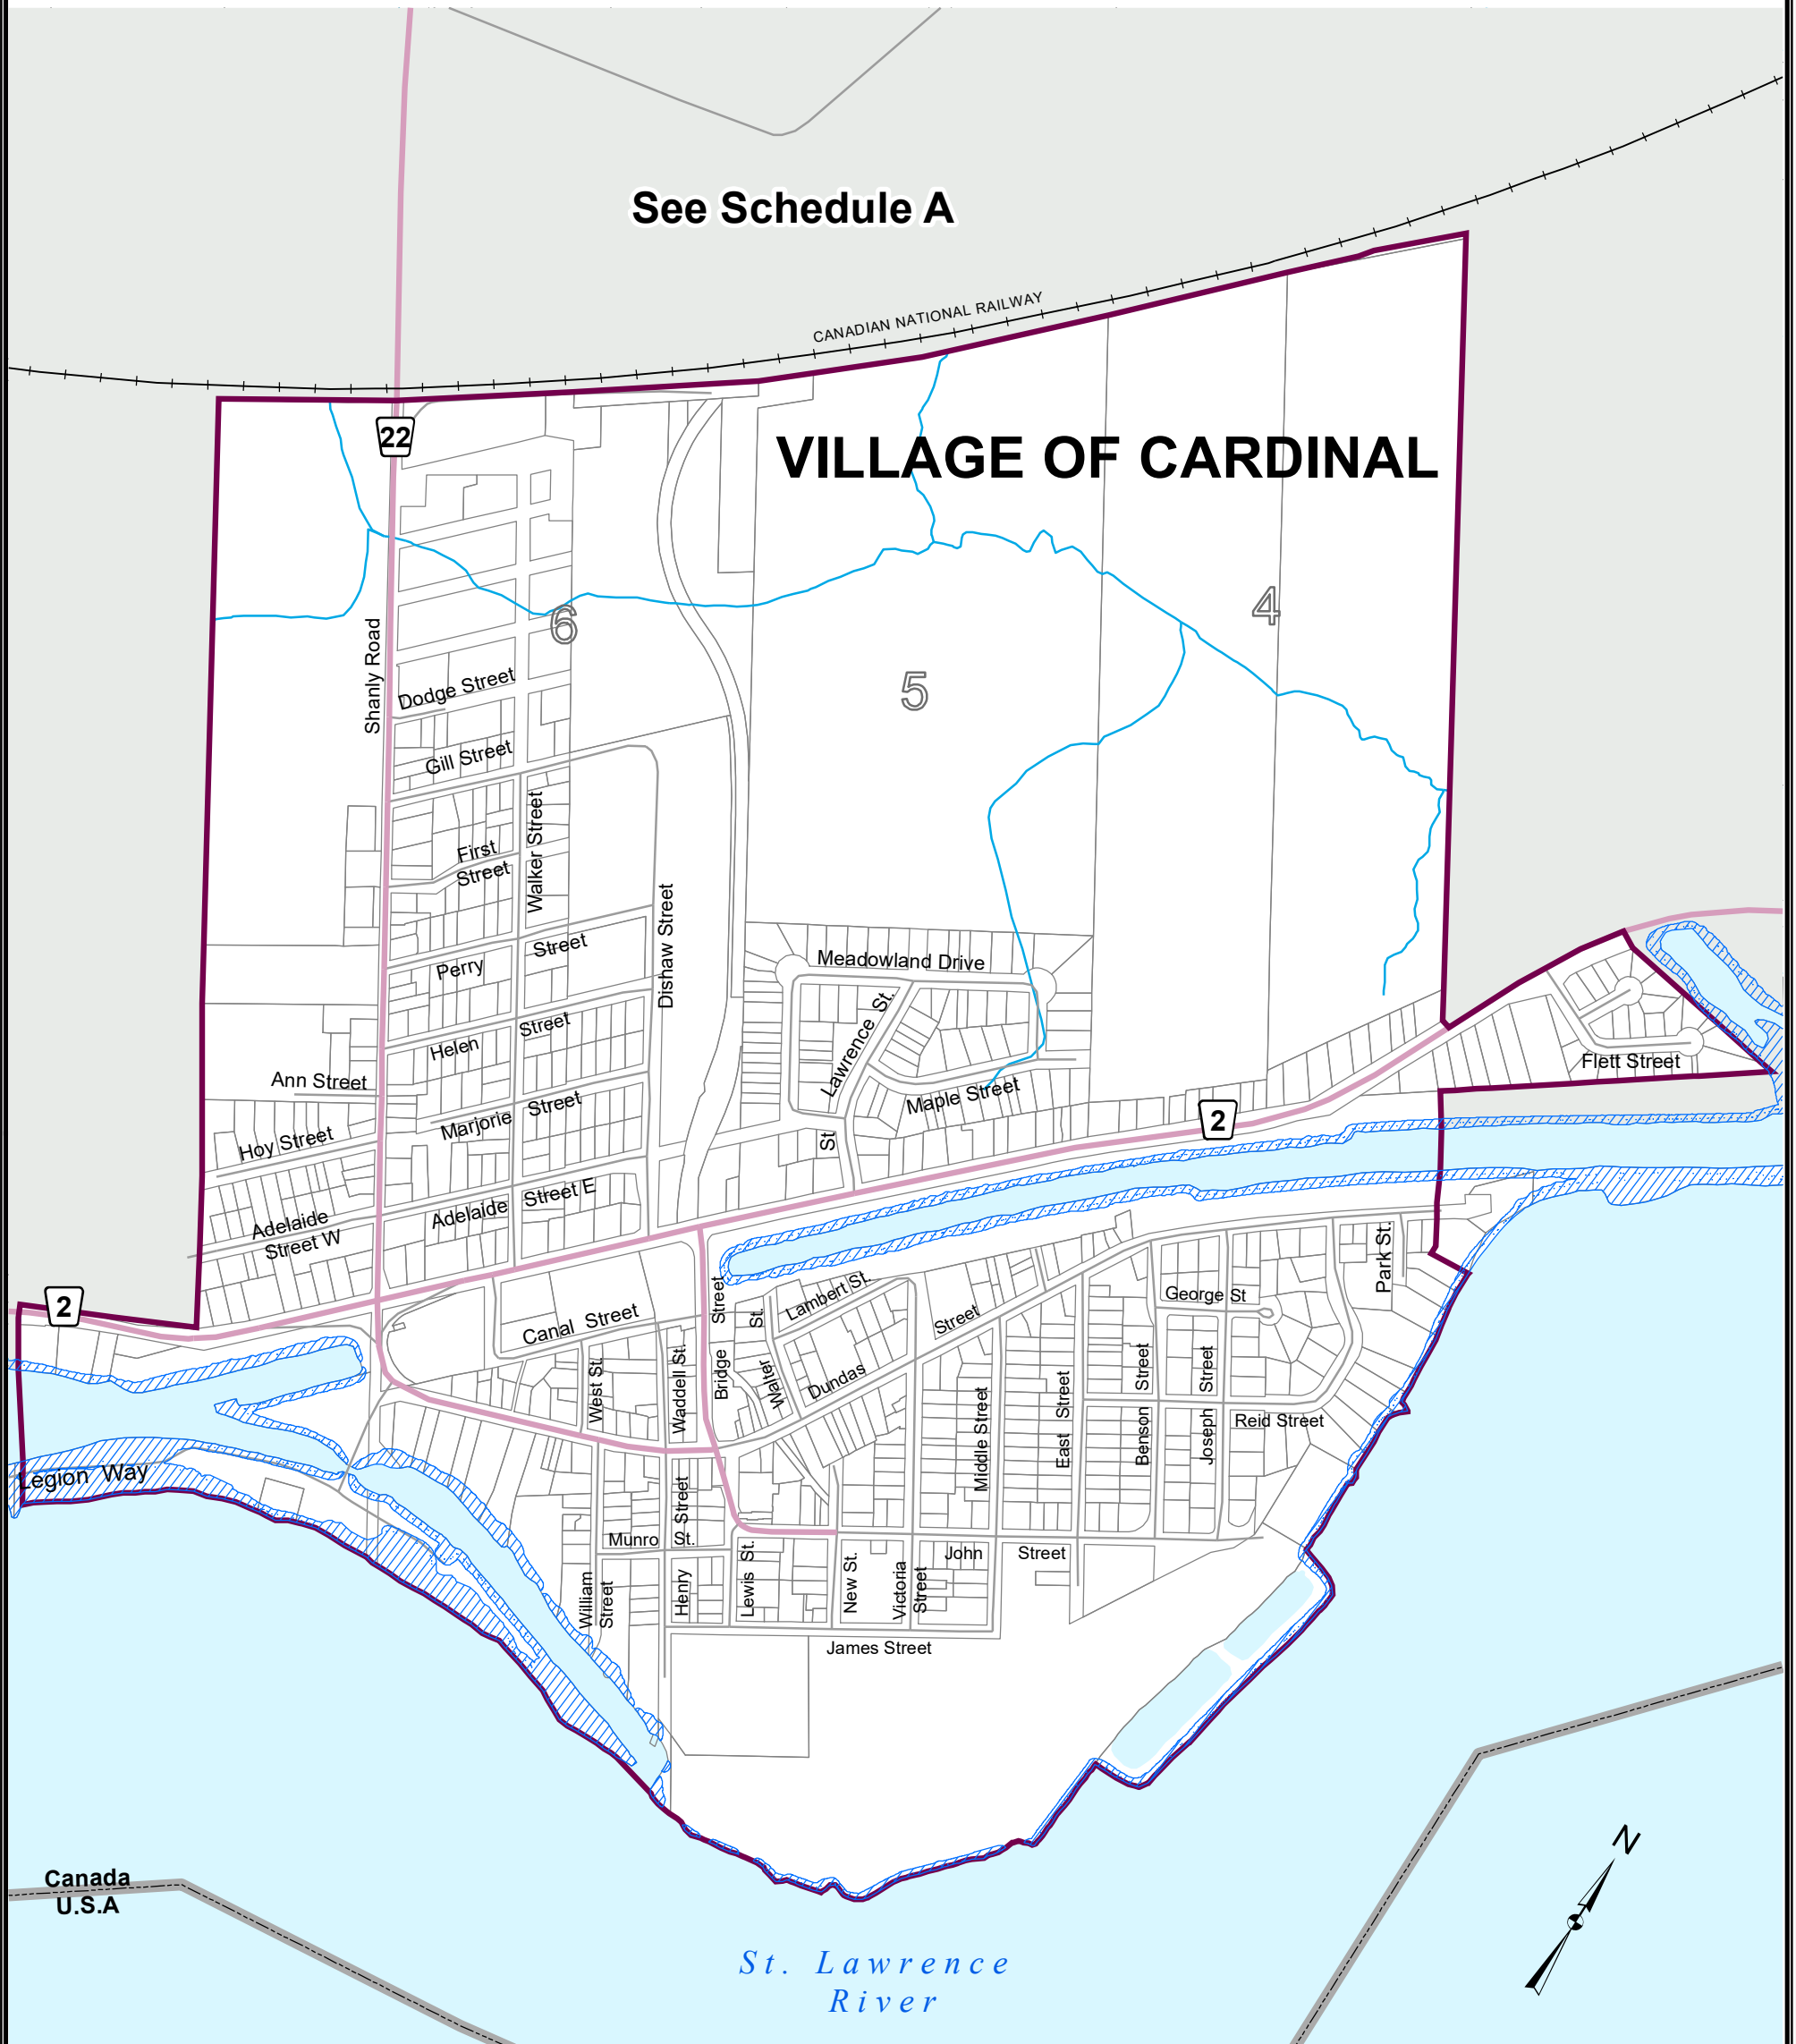 See Schedule A
CANADIAN NATIONAL RAILWAY
22
VILLAGE OF CARDINAL
4
6
5
Shanly Road
Dodge Street
Gill Street
Walker Street
First
Street
Dishaw Street
Perry Street
Meadowland Drive
Lawrence St.
Helen Street
Flett Street
Ann Street
Maple Street
Marjorie Street
2
Hoy Street
St
Adelaide
Street W
Adelaide Street E
Park St.
2
Canal Street
Bridge Street
Water St.
Lambert St.
George St
Dundas Street
West St.
Waddell St.
Middle Street
East Street
Benson Street
Joseph Street
Reid Street
Legion Way
Munro St.
Henry Street
John Street
William
Street
Lewis St.
New St.
Victoria
Street
James Street
N
Canada
U.S.A
St. Lawrence
River